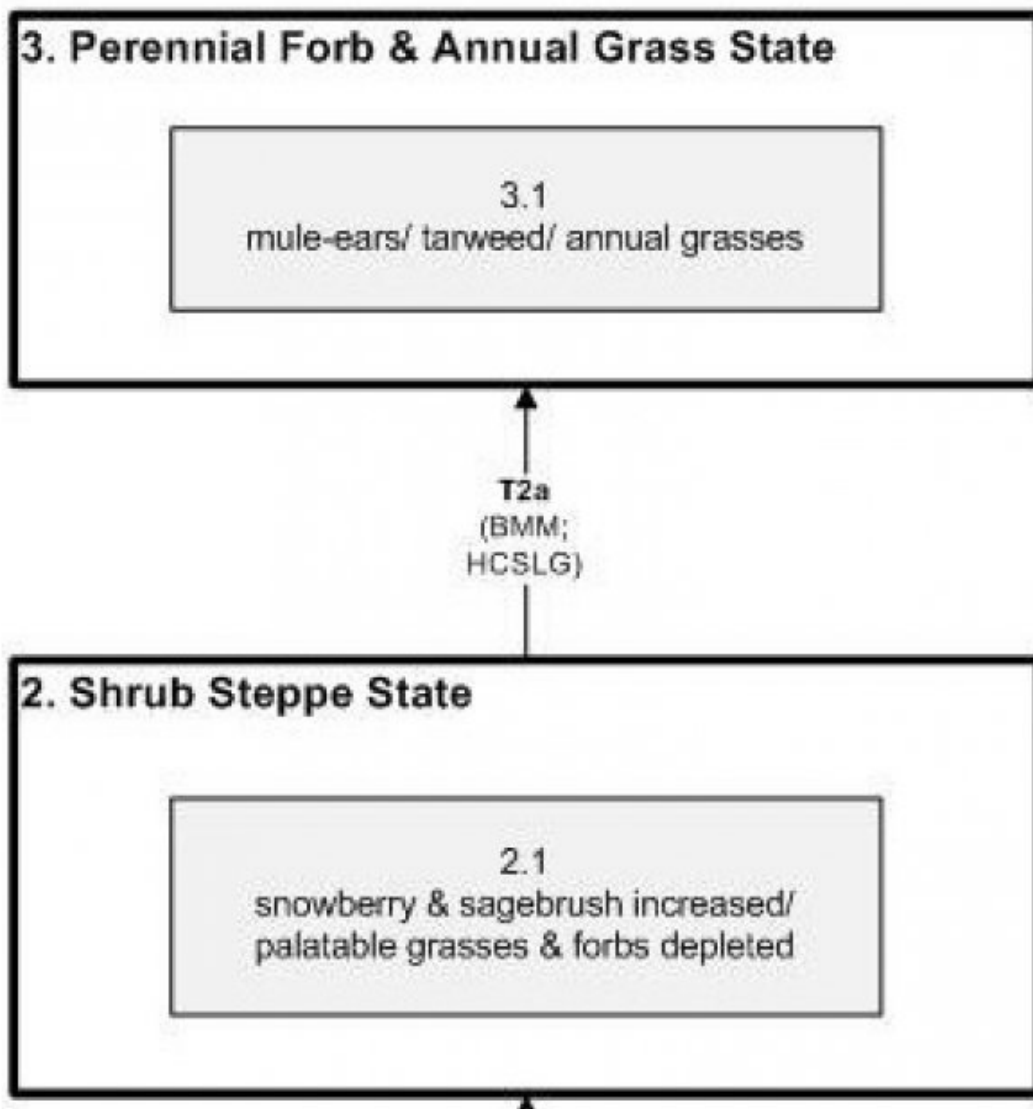 3. Perennial Forb & Annual Grass State
3.1
mule-ears/ tarweed/ annual grasses
T2a
(BMM;
HCSLG)
2. Shrub Steppe State
2.1
snowberry & sagebrush increased/
palatable grasses & forbs depleted